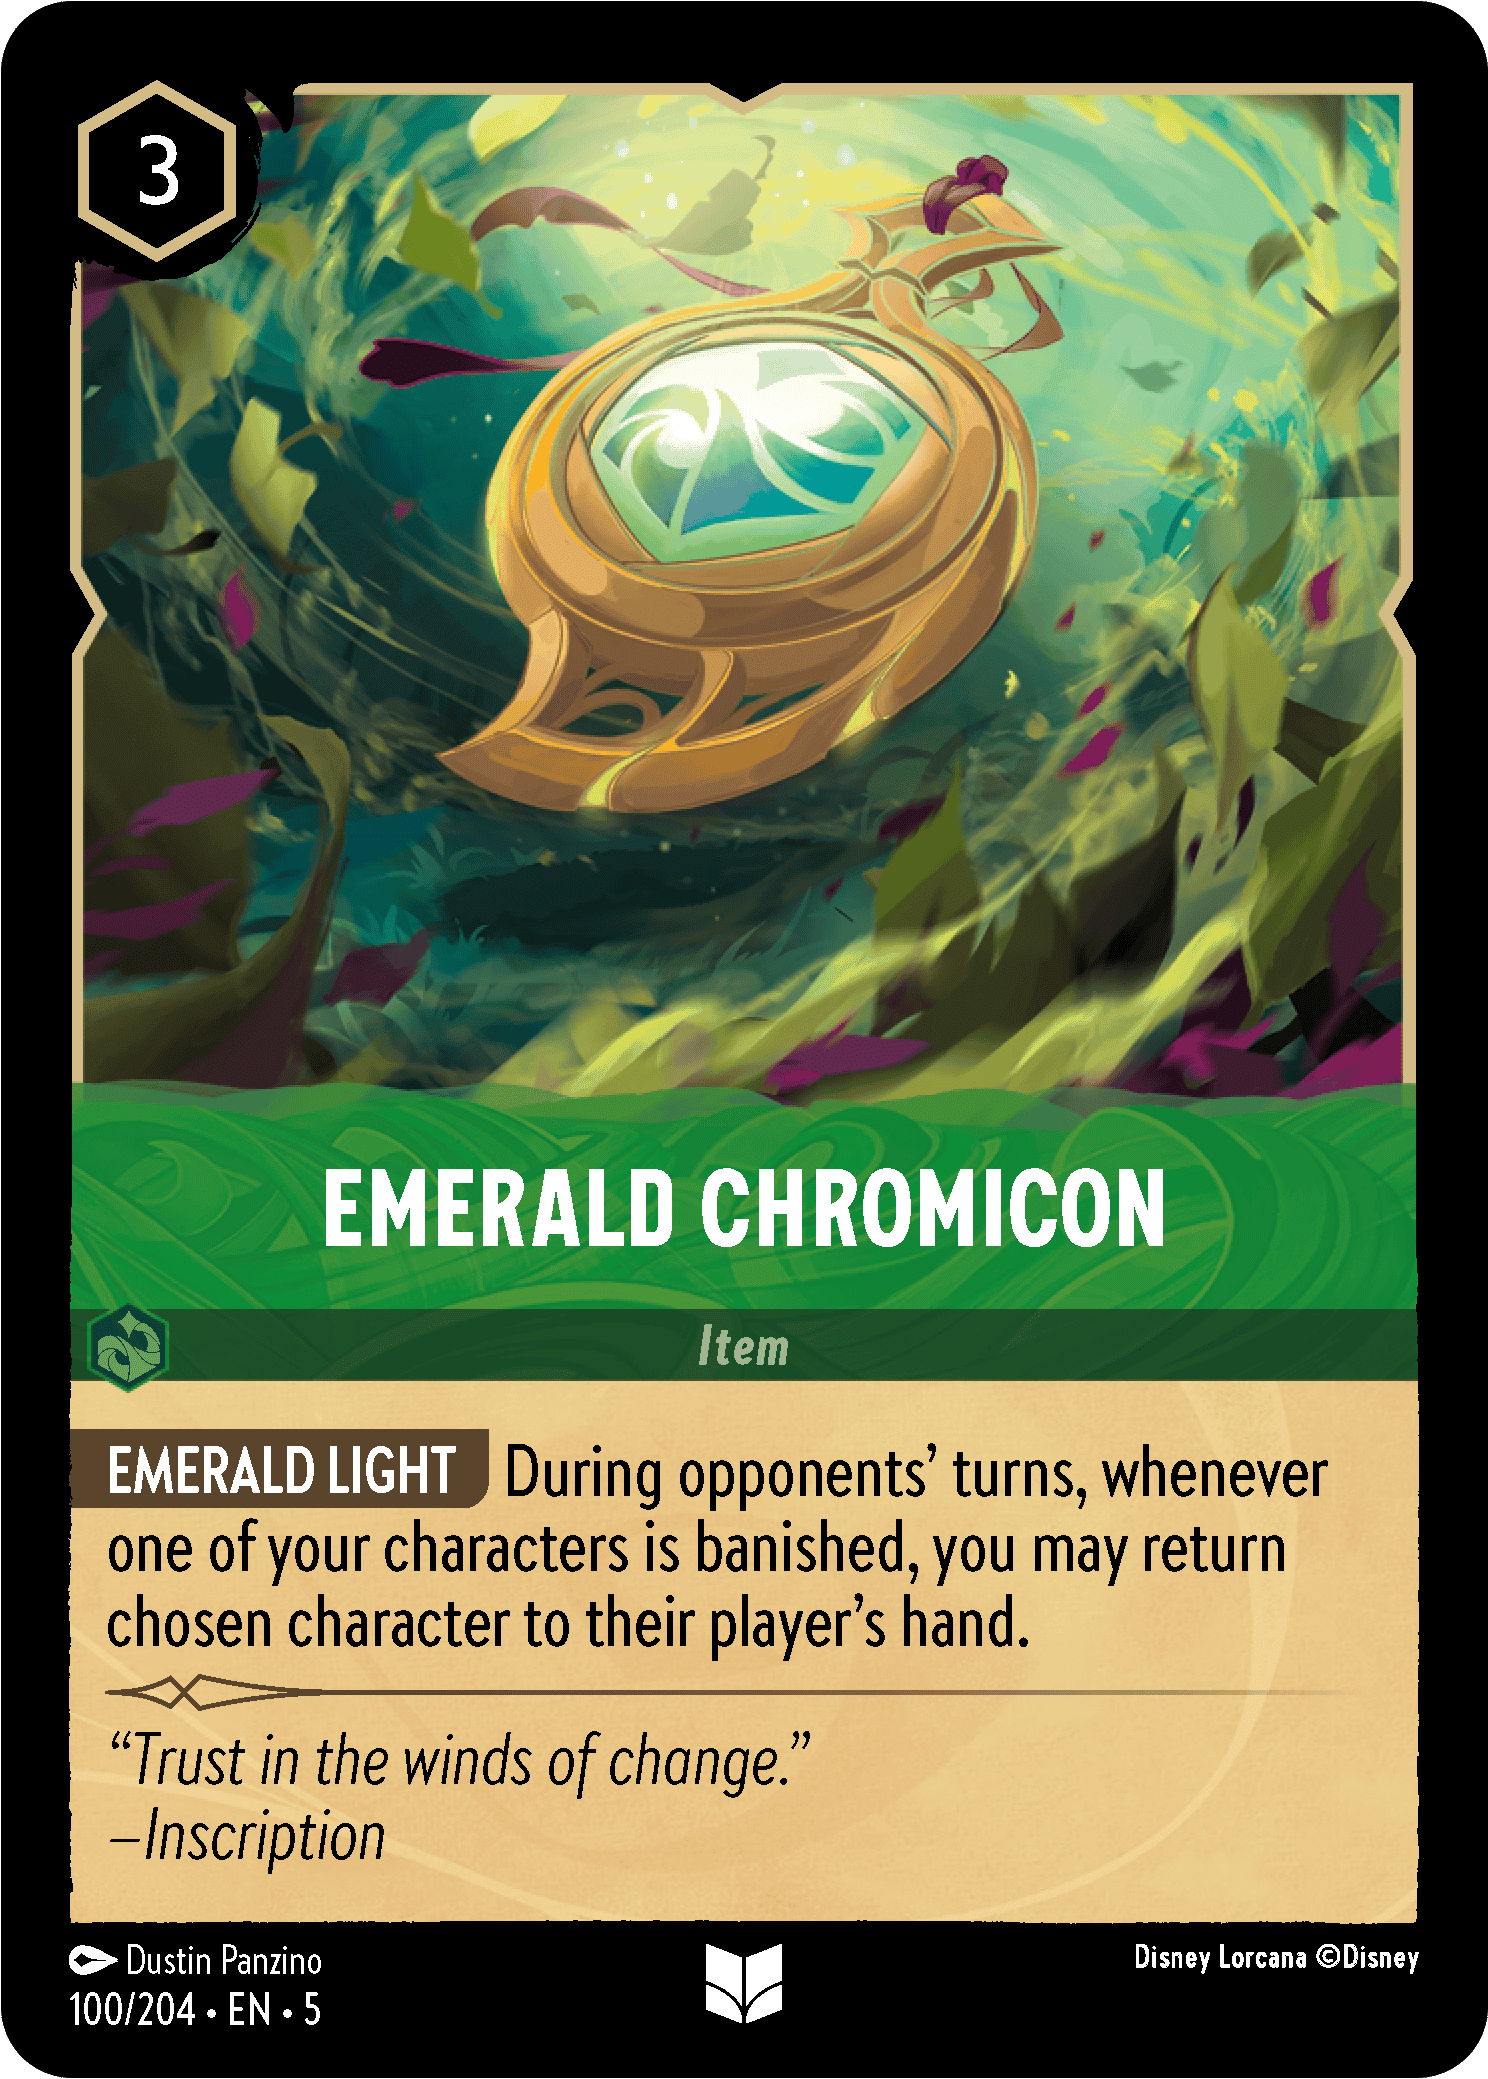 3
EMERALD CHROMICON
Item
EMERALD LIGHT During opponents’ turns, whenever
one of your characters is banished, you may return
chosen character to their player’s hand.
“Trust in the winds of change.”
–Inscription
Dustin Panzino
Disney Lorcana ©Disney
100/204 • EN • 5